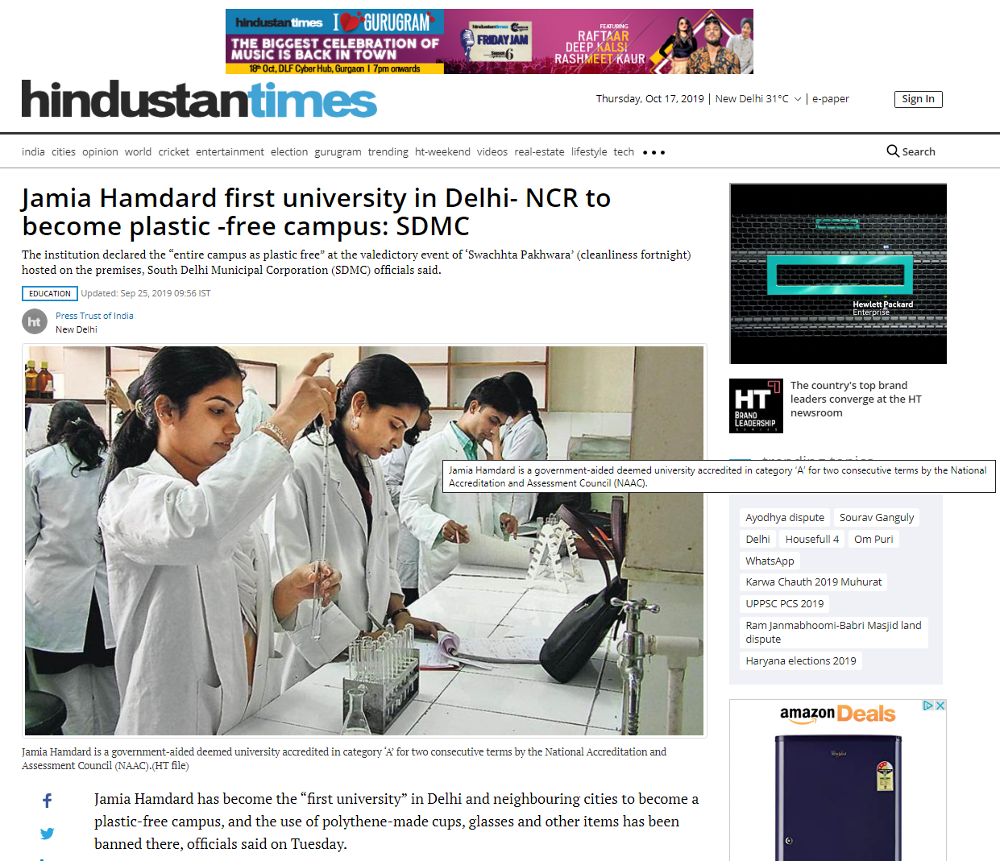 hindustantimes I GURUGRAM
THE BIGGEST CELEBRATION OF
MUSIC IS BACK IN TOWN
18th Oct, DLF Cyber Hub, Gurgaon | 7pm onwards
hindustantimes
FRIDAY JAM
Season 6
FEATURING
RAFTAAR
DEEP KALSI
RASHMEET KAUR
hindustantimes
Thursday, Oct 17, 2019 | New Delhi 31°C | e-paper
Sign In
india cities opinion world cricket entertainment election gurugram trending ht-weekend videos real-estate lifestyle tech
Search
Jamia Hamdard first university in Delhi- NCR to
become plastic -free campus: SDMC
The institution declared the “entire campus as plastic free” at the valedictory event of ‘Swachhta Pakhwara’ (cleanliness fortnight)
hosted on the premises, South Delhi Municipal Corporation (SDMC) officials said.
EDUCATION Updated: Sep 25, 2019 09:56 IST
ht
Press Trust of India
New Delhi
Jamia Hamdard is a government-aided deemed university accredited in category ‘A’ for two consecutive terms by the National Accreditation and
Assessment Council (NAAC).(HT file)
Jamia Hamdard has become the “first university” in Delhi and neighbouring cities to become a
plastic-free campus, and the use of polythene-made cups, glasses and other items has been
banned there, officials said on Tuesday.
Hewlett Packard
Enterprise
HT
BRAND
LEADERSHIP
SERIES
The country's top brand
leaders converge at the HT
newsroom
trending topics
Jamia Hamdard is a government-aided deemed university accredited in category ‘A’ for two consecutive terms by the National
Accreditation and Assessment Council (NAAC).
Ayodhya dispute Sourav Ganguly
Delhi Housefull 4 Om Puri
WhatsApp
Karwa Chauth 2019 Muhurat
UPPSC PCS 2019
Ram Janmabhoomi-Babri Masjid land
dispute
Haryana elections 2019
amazon Deals
Whirlpool